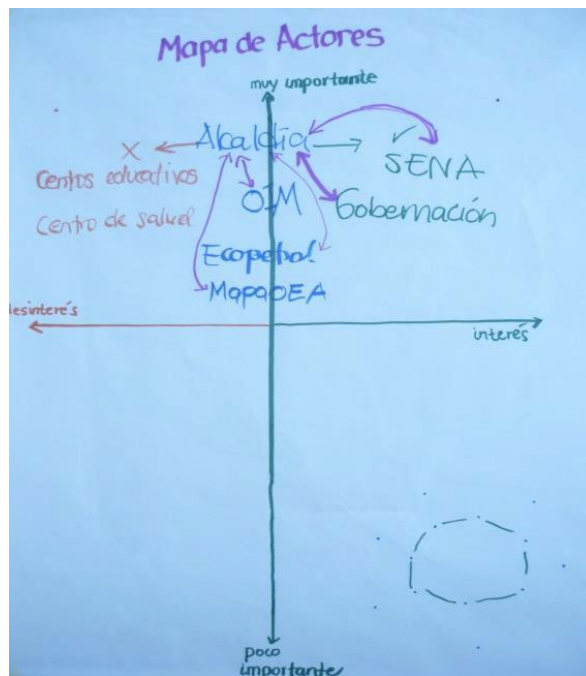 Mapa de Actores
muy importante
Alcaldía
X
SENA
Centos educativos
OIM
Gobernación
Centro de salud
Ecopetrol
MapaOEA
desinterés
interés
poco
importante